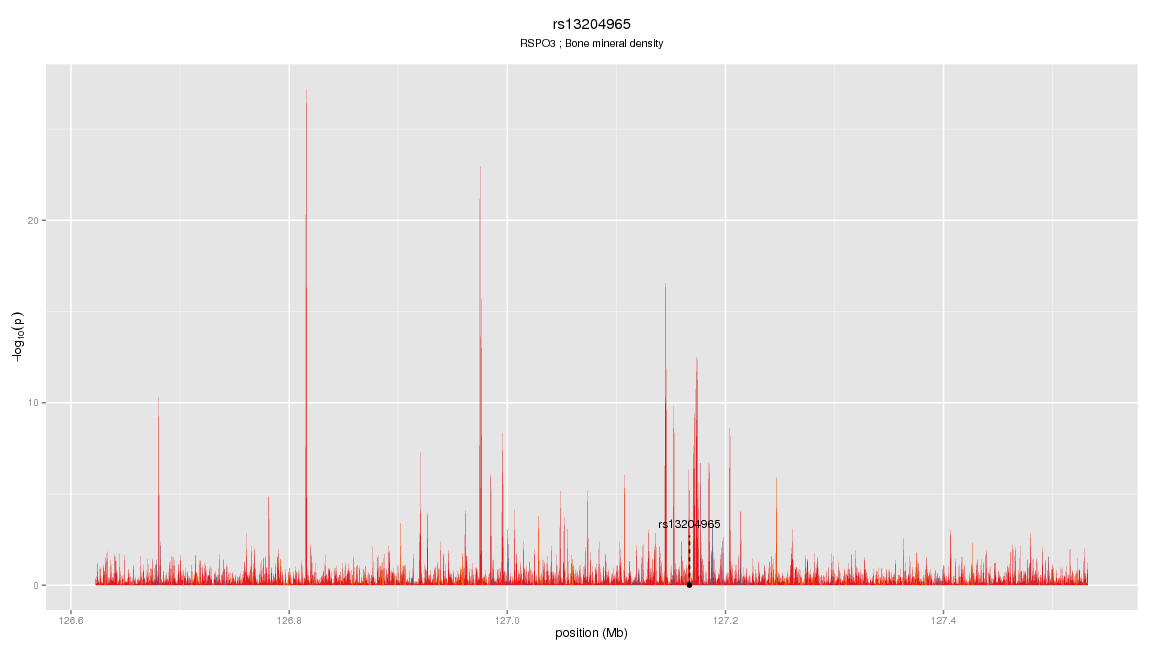 rs13204965
RSPO3 ; Bone mineral density
−log10(p)
20
10
0
rs13204965
126.6
126.8
127.0
127.2
127.4
position (Mb)